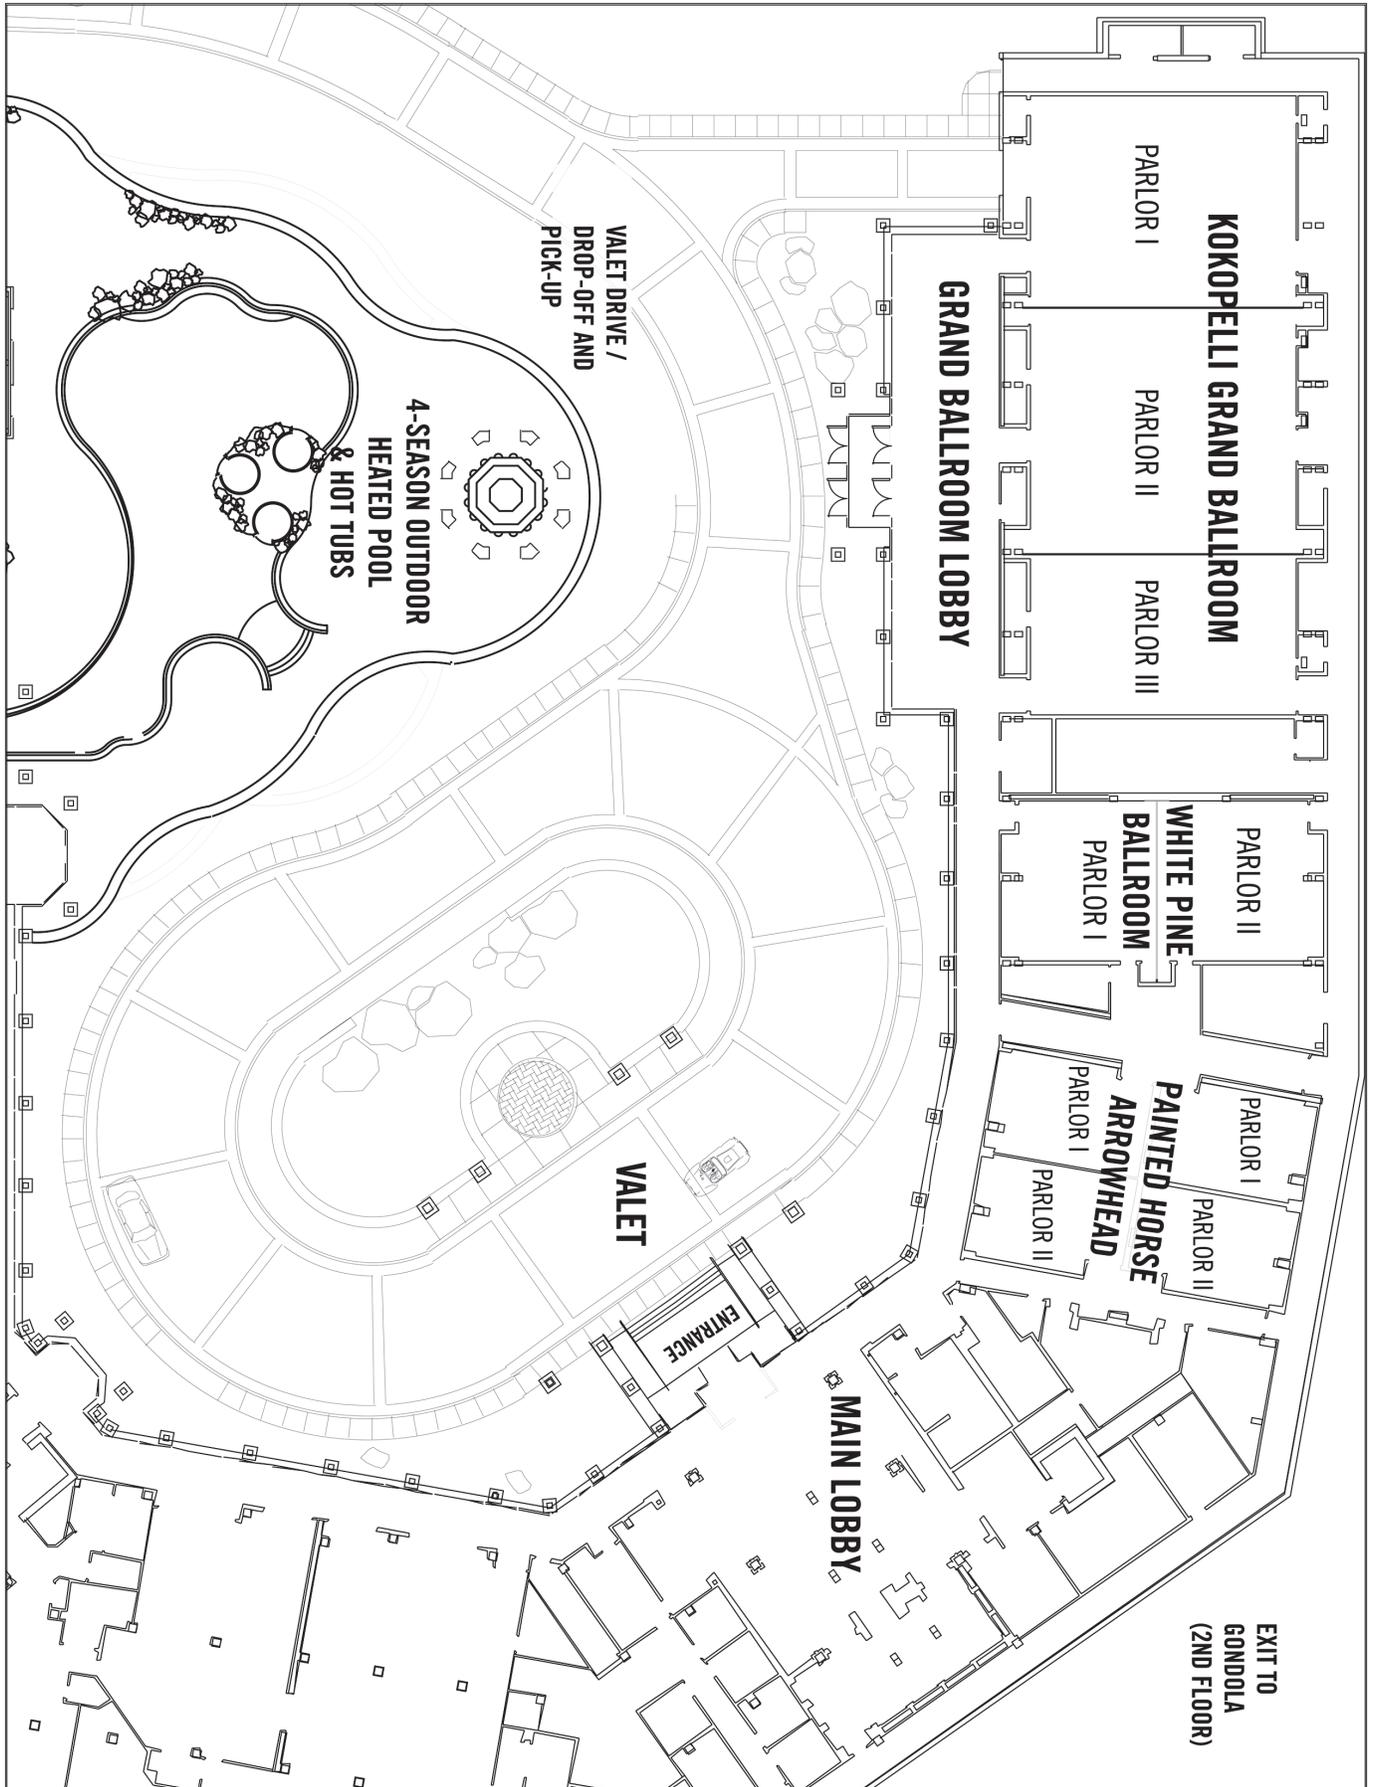 KOKOPELLI GRAND BALLROOM
PARLOR I
PARLOR II
PARLOR III
GRAND BALLROOM LOBBY
VALET DRIVE /
DROP-OFF AND
PICK-UP
4-SEASON OUTDOOR
HEATED POOL
& HOT TUBS
PARLOR II
WHITE PINE
BALLROOM
PARLOR I
PARLOR I
PARLOR II
PAINTED HORSE
ARROWHEAD
PARLOR I
PARLOR II
VALET
ENTRANCE
MAIN LOBBY
EXIT TO
GONDOLA
(2ND FLOOR)